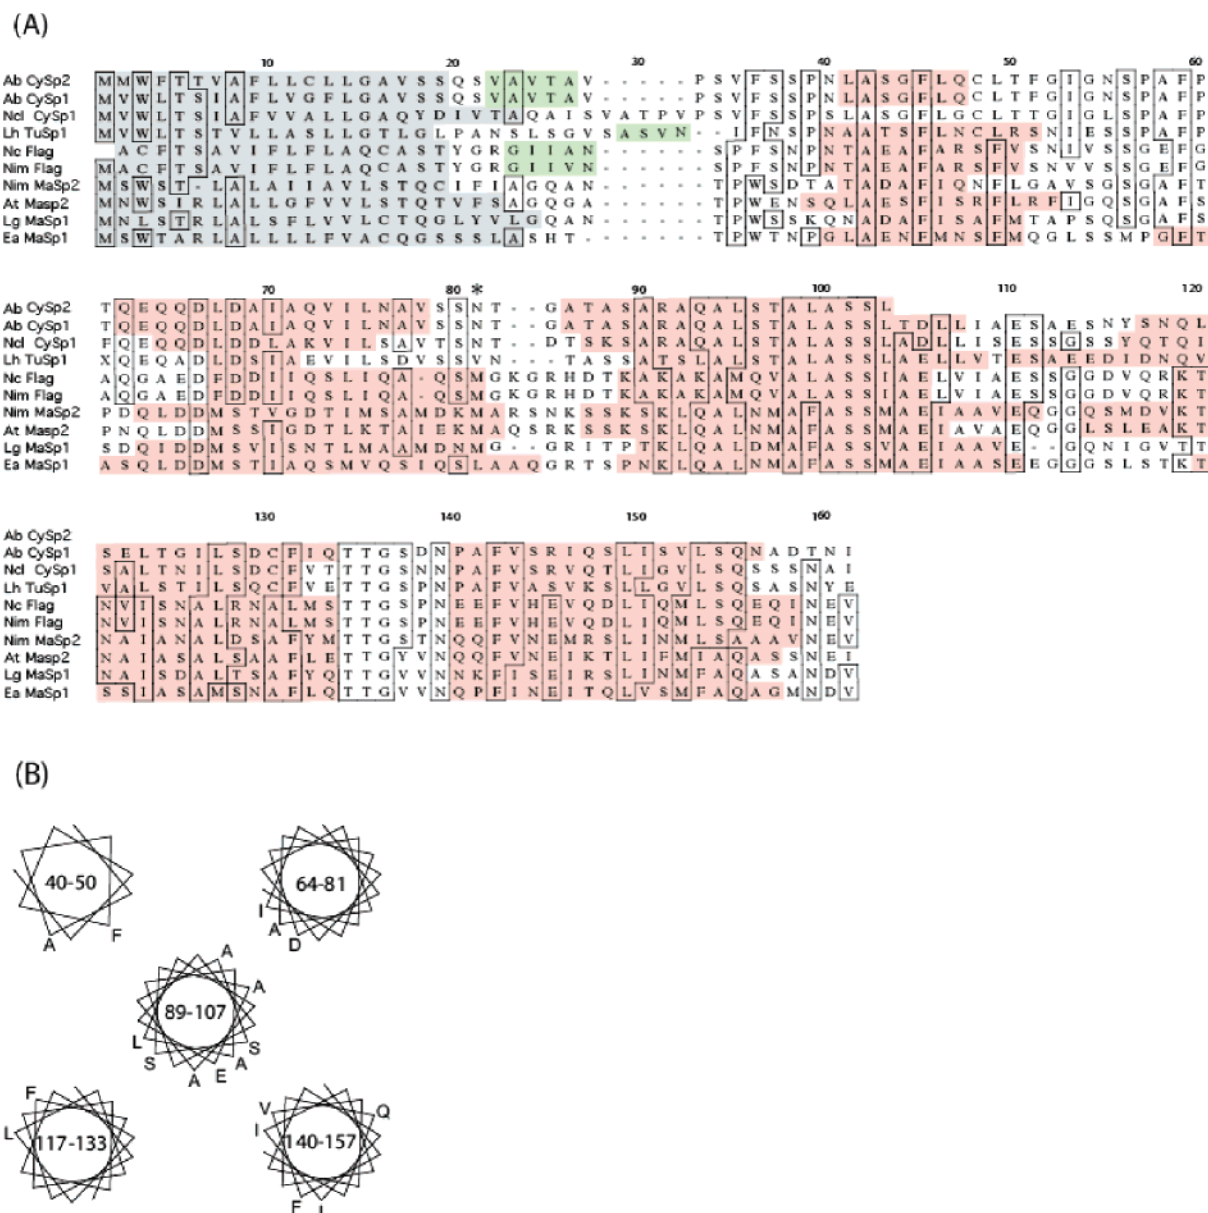 (A)
10 20 30 40 50 60
Ab CySp2 M M W F T T V A F L L C L L G A V S S Q S V A V T A V - - - - - - P S V F S S P N L A S G F L Q C L T F G I G N S P A F P
Ab CySp1 M V W L T S I A F L V G F L G A V S S Q S V A V T A V - - - - - - P S V F S S P N L A S G F L Q C L T F G I G N S P A F P
Ncl CySp1 M V W L T S I A F V V A L L G A Q Y D I V T A Q A I S V A T P V P S V F S S P S L A S G F L G C L T T G I G L S P A F P
Lh TuSp1 M V W L T S T V L L A S L L G T L G L P A N S L S G V S A S V N - - I F N S P N A A T S F L N C L R S N I E S S P A F P
Nc Flag A C F T S A V I F L F L A Q C A S T Y G R G I I A N - - - - - - S P F S N P N T A E A F A R S F V S N I V S S G E F G
Nim Flag M A C F T S A V I F L F L A Q C A S T Y G R G I I V N - - - - - - S P F S N P N T A E A F A R S F V S N V V S S G E F G
Nim MaSp2 M S W S T - L A L A I I A V L S T Q C I F I A G Q A N - - - - - - T P W S D T A T A D A F I Q N F L G A V S G S G A F T
At Masp2 M N W S I R L A L L G F V V L S T Q T V F S A G Q G A - - - - - - T P W E N S Q L A E S F I S R F L R F I G Q S G A F S
Lg MaSp1 M N L S T R L A L S F L V V L C T Q G L Y V L G Q A N - - - - - - T P W S S K Q N A D A F I S A F M T A P S Q S G A F S
Ea MaSp1 M S W T A R L A L L L L F V A C Q G S S S L A S H T - - - - - - T P W T N P G L A E N F M N S F M Q G L S S M P G F T
70 80 * 90 100 110 120
Ab CySp2 T Q E Q Q D L D A I A Q V I L N A V S S N T - - G A T A S A R A Q A L S T A L A S S L
Ab CySp1 T Q E Q Q D L D A I A Q V I L N A V S S N T - - G A T A S A R A Q A L S T A L A S S L T D L L I A E S A E S N Y S N Q L
Ncl CySp1 F Q E Q Q D L D D L A K V I L S A V T S N T - - D T S K S A R A Q A L S T A L A S S L A D L L I S E S S G S S Y Q T Q I
Lh TuSp1 X Q E Q A D L D S I A E V I L S D V S S V N - - T A S S A T S L A L S T A L A S S L A E L L V T E S A E E D I D N Q V
Nc Flag A Q G A E D F D D I I Q S L I Q A - Q S M G K G R H D T K A K A K A M Q V A L A S S I A E L V I A E S S G G D V Q R K T
Nim Flag A Q G A E D F D D I I Q S L I Q A - Q S M G K G R H D T K A K A K A M Q V A L A S S I A E L V I A E S S G G D V Q R K T
Nim MaSp2 P D Q L D D M S T V G D T I M S A M D K M A R S N K S S K S K L Q A L N M A F A S S M A E I A A V E Q G G Q S M D V K T
At Masp2 P N Q L D D M S S I G D T L K T A I E K M A Q S R K S S K S K L Q A L N M A F A S S M A E I A V A E Q G G L S L E A K T
Lg MaSp1 S D Q I D D M S V I S N T L M A A M D N M G - - G R I T P T K L Q A L D M A F A S S V A E I A A V E - G Q N I G V T T
Ea MaSp1 A S Q L D D M S T I A Q S M V Q S I Q S L A A Q G R T S P N K L Q A L N M A F A S S M A E I A A S E E G G G S L S T K T
130 140 150 160
Ab CySp2
Ab CySp1 S E L T G I L S D C F I Q T T G S D N P A F V S R I Q S L I S V L S Q N A D T N I
Ncl CySp1 S A L T N I L S D C F V T T T G S N N P A F V S R V Q T L I G V L S Q S S S N A I
Lh TuSp1 V A L S T I L S Q C F V E T T G S P N P A F V A S V K S L L G V L S Q S A S N Y E
Nc Flag N V I S N A L R N A L M S T T G S P N E E F V H E V Q D L I Q M L S Q E Q I N E V
Nim Flag N V I S N A L R N A L M S T T G S P N E E F V H E V Q D L I Q M L S Q E Q I N E V
Nim MaSp2 N A I A N A L D S A F Y M T T G S T N Q Q F V N E M R S L I N M L S A A A V N E V
At Masp2 N A I A S A L S A A F L E T T G Y V N Q Q F V N E I K T L I F M I A Q A S S N E I
Lg MaSp1 N A I S D A L T S A F Y Q T T G V V N N K F I S E I R S L I N M F A Q A S A N D V
Ea MaSp1 S S I A S A M S N A F L Q T T G V V N Q P F I N E I T Q L V S M F A Q A G M N D V
(B)
40-50
A F
64-81
I A D
89-107
A A
L S A E A S
117-133
F L
140-157
V I Q
F L